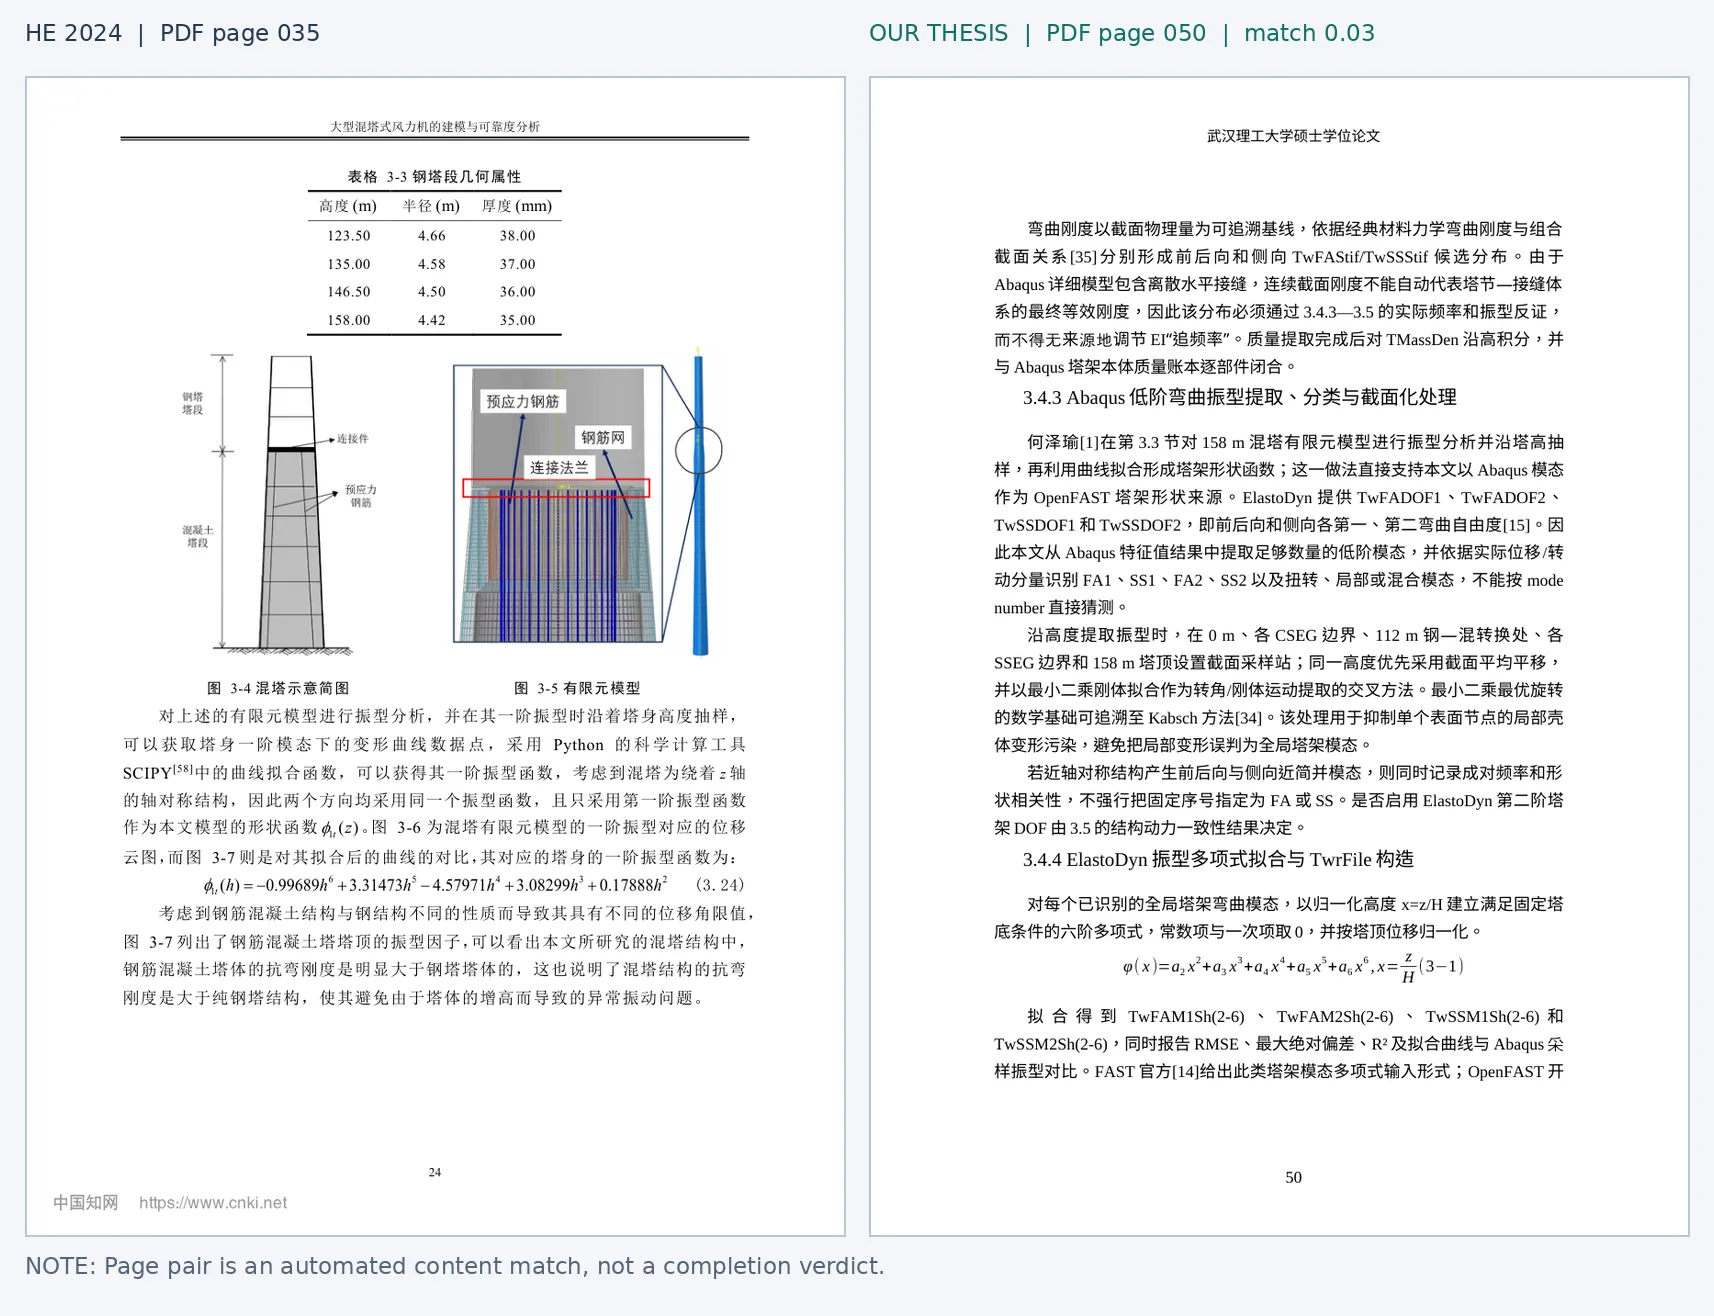 HE 2024 | PDF page 035
大型混塔式风力机的建模与可靠度分析
表格 3-3 钢塔段几何属性
高度 (m) 半径 (m) 厚度 (mm)
123.50 4.66 38.00
135.00 4.58 37.00
146.50 4.50 36.00
158.00 4.42 35.00
钢塔
塔段
连接件
预应力
钢筋
混凝土
塔段
预应力钢筋
钢筋网
连接法兰
图 3-4 混塔示意简图
图 3-5 有限元模型
对上述的有限元模型进行振型分析，并在其一阶振型时沿着塔身高度抽样，
可以获取塔身一阶模态下的变形曲线数据点，采用 Python 的科学计算工具
SCIPY[58]中的曲线拟合函数，可以获得其一阶振型函数，考虑到混塔为绕着 z 轴
的轴对称结构，因此两个方向均采用同一个振型函数，且只采用第一阶振型函数
作为本文模型的形状函数 ϕ₁ₜ(z)。图 3-6 为混塔有限元模型的一阶振型对应的位移
云图，而图 3-7 则是对其拟合后的曲线的对比，其对应的塔身的一阶振型函数为：
ϕ₁ₜ(h) = −0.99689h⁶ + 3.31473h⁵ − 4.57971h⁴ + 3.08299h³ + 0.17888h² （3.24）
考虑到钢筋混凝土结构与钢结构不同的性质而导致其具有不同的位移角限值，
图 3-7 列出了钢筋混凝土塔塔顶的振型因子，可以看出本文所研究的混塔结构中，
钢筋混凝土塔体的抗弯刚度是明显大于钢塔塔体的，这也说明了混塔结构的抗弯
刚度是大于纯钢塔结构，使其避免由于塔体的增高而导致的异常振动问题。
24
中国知网 https://www.cnki.net
OUR THESIS | PDF page 050 | match 0.03
武汉理工大学硕士学位论文
弯曲刚度以截面物理量为可追溯基线，依据经典材料力学弯曲刚度与组合
截面关系[35]分别形成前后向和侧向 TwFAStif/TwSSStif 候选分布。由于
Abaqus 详细模型包含离散水平接缝，连续截面刚度不能自动代表塔节—接缝体
系的最终等效刚度，因此该分布必须通过 3.4.3—3.5 的实际频率和振型反证，
而不得无来源地调节 EI“追频率”。质量提取完成后对 TMassDen 沿高积分，并
与 Abaqus 塔架本体质量账本逐部件闭合。
3.4.3 Abaqus 低阶弯曲振型提取、分类与截面化处理
何泽瑜[1]在第 3.3 节对 158 m 混塔有限元模型进行振型分析并沿塔高抽
样，再利用曲线拟合形成塔架形状函数；这一做法直接支持本文以 Abaqus 模态
作为 OpenFAST 塔架形状来源。ElastoDyn 提供 TwFADOF1、TwFADOF2、
TwSSDOF1 和 TwSSDOF2，即前后向和侧向各第一、第二弯曲自由度[15]。因
此本文从 Abaqus 特征值结果中提取足够数量的低阶模态，并依据实际位移/转
动分量识别 FA1、SS1、FA2、SS2 以及扭转、局部或混合模态，不能按 mode
number 直接猜测。
沿高度提取振型时，在 0 m、各 CSEG 边界、112 m 钢—混转换处、各
SSEG 边界和 158 m 塔顶设置截面采样站；同一高度优先采用截面平均平移，
并以最小二乘刚体拟合作为转角/刚体运动提取的交叉方法。最小二乘最优旋转
的数学基础可追溯至 Kabsch 方法[34]。该处理用于抑制单个表面节点的局部壳
体变形污染，避免把局部变形误判为全局塔架模态。
若近轴对称结构产生前后向与侧向近简并模态，则同时记录成对频率和形
状相关性，不强行把固定序号指定为 FA 或 SS。是否启用 ElastoDyn 第二阶塔
架 DOF 由 3.5 的结构动力一致性结果决定。
3.4.4 ElastoDyn 振型多项式拟合与 TwrFile 构造
对每个已识别的全局塔架弯曲模态，以归一化高度 x=z/H 建立满足固定塔
底条件的六阶多项式，常数项与一次项取 0，并按塔顶位移归一化。
φ(x)=a₂x²+a₃x³+a₄x⁴+a₅x⁵+a₆x⁶, x=z/H (3−1)
拟合得到 TwFAM1Sh(2-6)、TwFAM2Sh(2-6)、TwSSM1Sh(2-6) 和
TwSSM2Sh(2-6)，同时报告 RMSE、最大绝对偏差、R² 及拟合曲线与 Abaqus 采
样振型对比。FAST 官方[14]给出此类塔架模态多项式输入形式；OpenFAST 开
50
NOTE: Page pair is an automated content match, not a completion verdict.